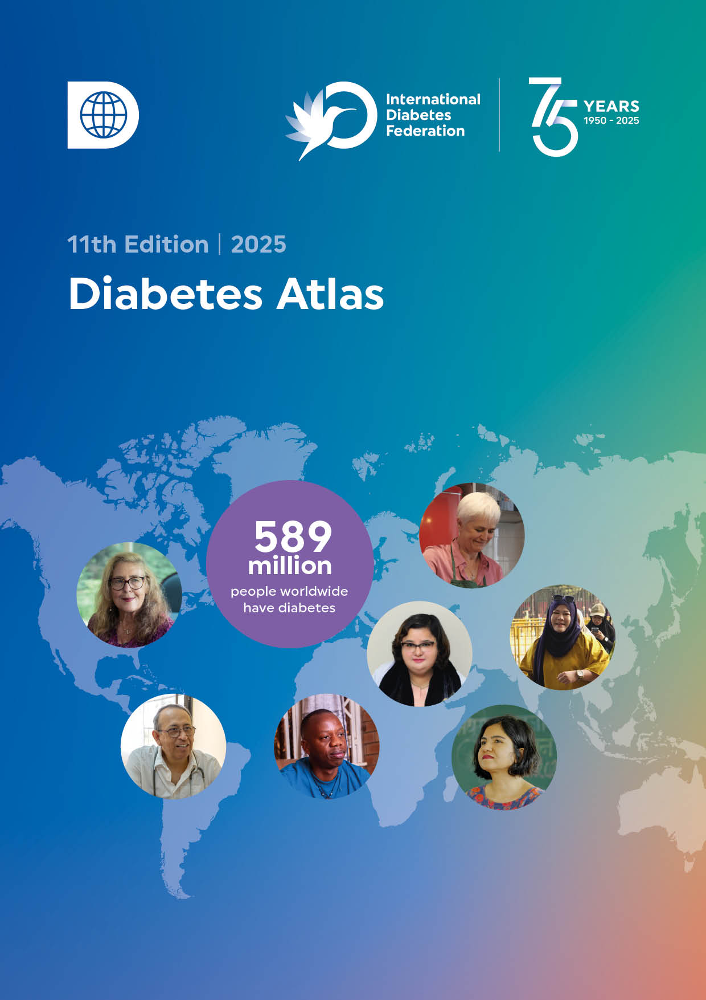 International
Diabetes
Federation
75
YEARS
1950 - 2025
11th Edition | 2025
Diabetes Atlas
589
million
people worldwide
have diabetes